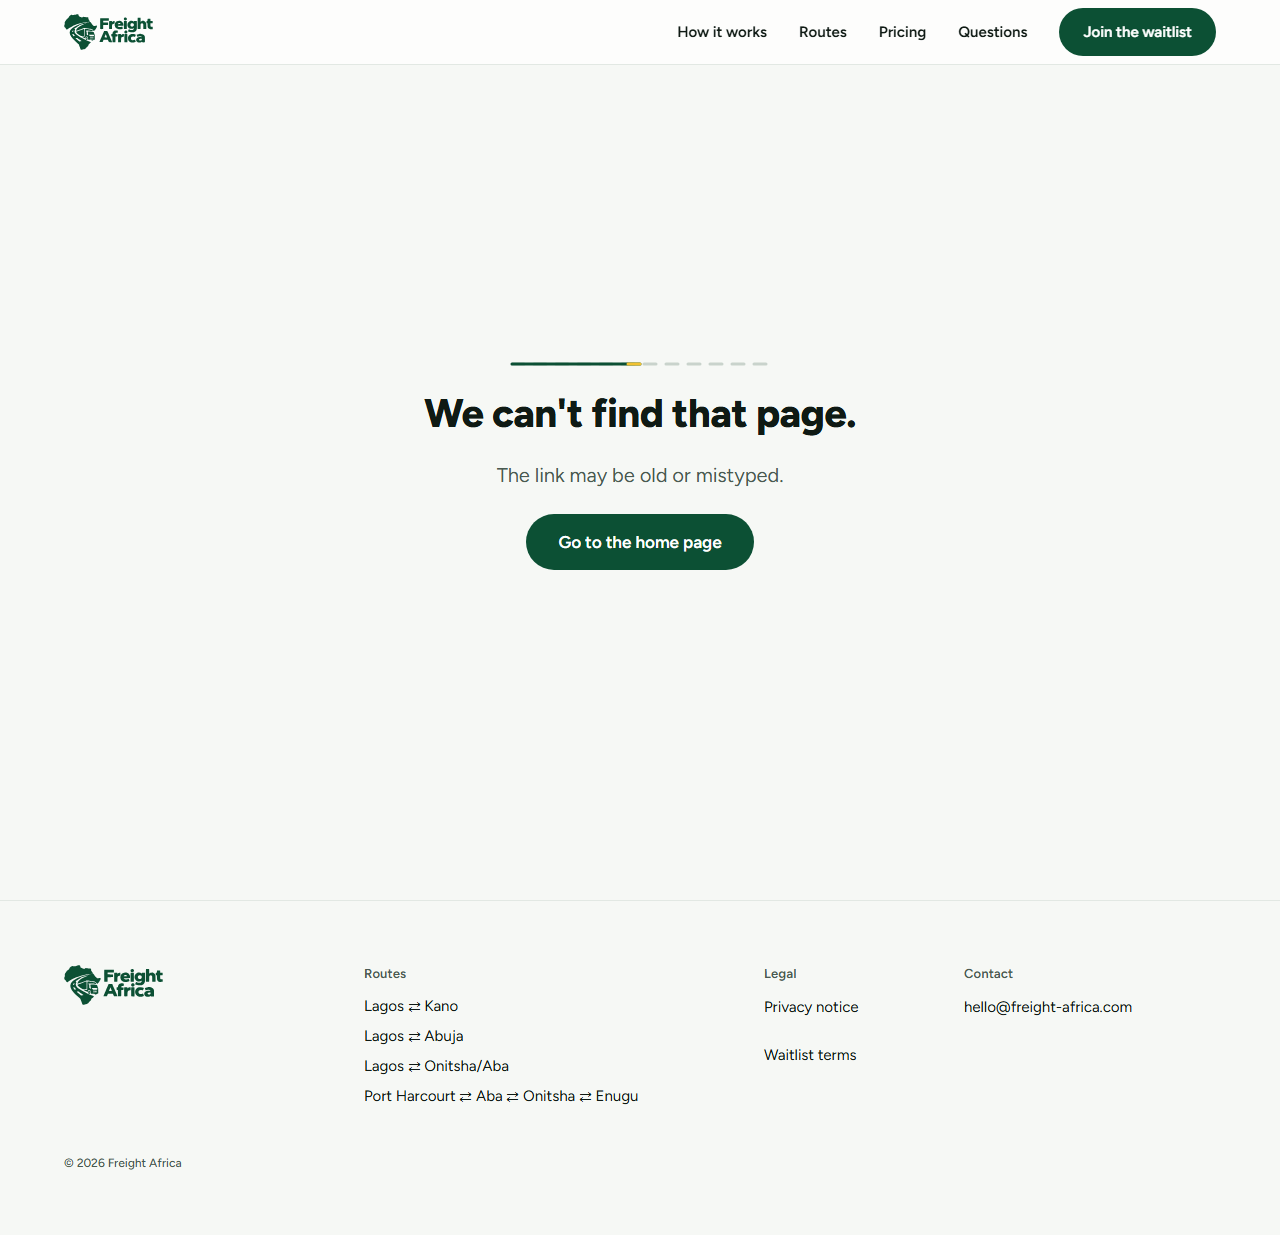 Freight
Africa
How it works
Routes
Pricing
Questions
Join the waitlist
We can't find that page.
The link may be old or mistyped.
Go to the home page
Freight
Africa
Routes
Lagos ⇄ Kano
Lagos ⇄ Abuja
Lagos ⇄ Onitsha/Aba
Port Harcourt ⇄ Aba ⇄ Onitsha ⇄ Enugu
Legal
Privacy notice
Waitlist terms
Contact
hello@freight-africa.com
© 2026 Freight Africa